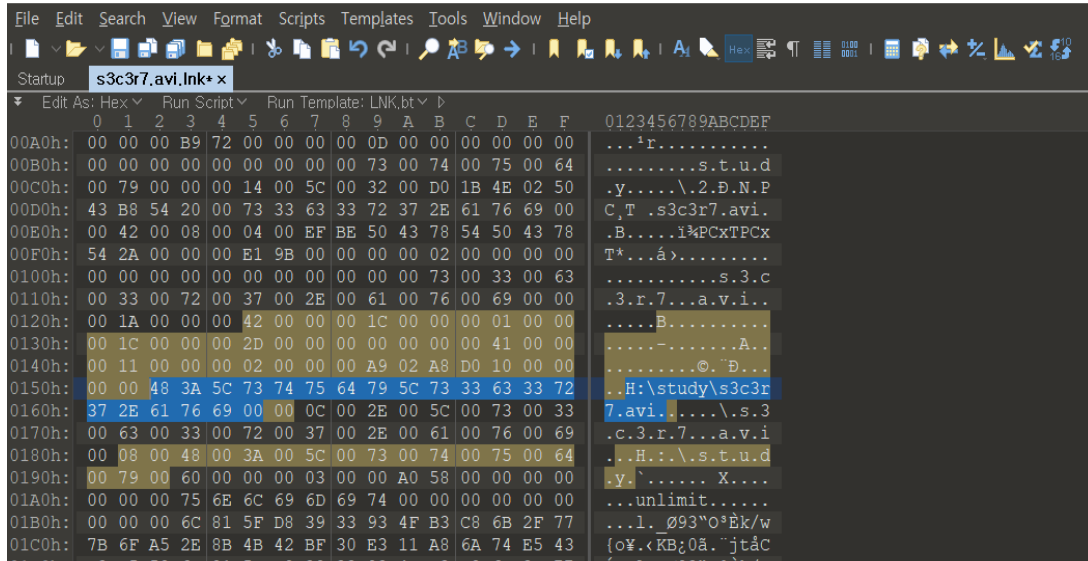 File Edit Search View Format Scripts Templates Tools Window Help
Startup s3c3r7.avi.lnk* ×
Edit As: Hex Run Script Run Template: LNK.bt
0 1 2 3 4 5 6 7 8 9 A B C D E F 0123456789ABCDEF
00A0h: 00 00 00 B9 72 00 00 00 00 0D 00 00 00 00 00 00 ...¹r...........
00B0h: 00 00 00 00 00 00 00 00 00 73 00 74 00 75 00 64 .........s.t.u.d
00C0h: 00 79 00 00 00 14 00 5C 00 32 00 D0 1B 4E 02 50 .y.....\.2.Ð.N.P
00D0h: 43 B8 54 20 00 73 33 63 33 72 37 2E 61 76 69 00 C¸T .s3c3r7.avi.
00E0h: 00 42 00 08 00 04 00 EF BE 50 43 78 54 50 43 78 .B.....ï¾PCxTPCx
00F0h: 54 2A 00 00 00 E1 9B 00 00 00 00 02 00 00 00 00 T*...á›.........
0100h: 00 00 00 00 00 00 00 00 00 00 00 73 00 33 00 63 ...........s.3.c
0110h: 00 33 00 72 00 37 00 2E 00 61 00 76 00 69 00 00 .3.r.7...a.v.i..
0120h: 00 1A 00 00 00 42 00 00 00 1C 00 00 00 01 00 00 .....B..........
0130h: 00 1C 00 00 00 2D 00 00 00 00 00 00 00 41 00 00 .....-.......A..
0140h: 00 11 00 00 00 02 00 00 00 A9 02 A8 D0 10 00 00 .........©.¨Ð...
0150h: 00 00 48 3A 5C 73 74 75 64 79 5C 73 33 63 33 72 ..H:\study\s3c3r
0160h: 37 2E 61 76 69 00 00 0C 00 2E 00 5C 00 73 00 33 7.avi......\.s.3
0170h: 00 63 00 33 00 72 00 37 00 2E 00 61 00 76 00 69 .c.3.r.7...a.v.i
0180h: 00 08 00 48 00 3A 00 5C 00 73 00 74 00 75 00 64 ...H.:.\.s.t.u.d
0190h: 00 79 00 60 00 00 00 03 00 00 A0 58 00 00 00 00 .y.`...... X....
01A0h: 00 00 00 75 6E 6C 69 6D 69 74 00 00 00 00 00 00 ...unlimit......
01B0h: 00 00 00 6C 81 5F D8 39 33 93 4F B3 C8 6B 2F 77 ...l._Ø93“O³Èk/w
01C0h: 7B 6F A5 2E 8B 4B 42 BF 30 E3 11 A8 6A 74 E5 43 {o¥.‹KB¿0ã.¨jtåC